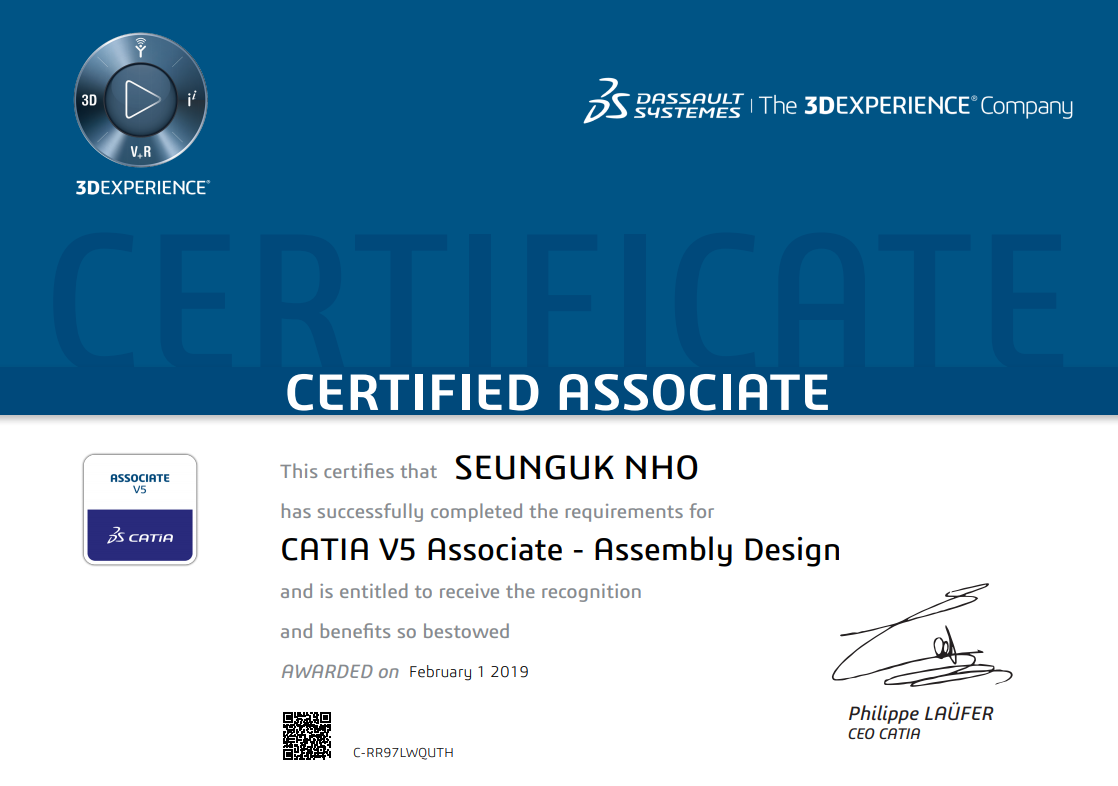 3D
i i
V+R
3DEXPERIENCE®
DASSAULT SYSTEMES | The 3DEXPERIENCE® Company
CERTIFICATE
CERTIFIED ASSOCIATE
ASSOCIATE
V5
CATIA
This certifies that SEUNGUK NHO
has successfully completed the requirements for
CATIA V5 Associate - Assembly Design
and is entitled to receive the recognition
and benefits so bestowed
AWARDED on February 1 2019
Philippe LAÜFER
CEO CATIA
C-RR97LWQUTH